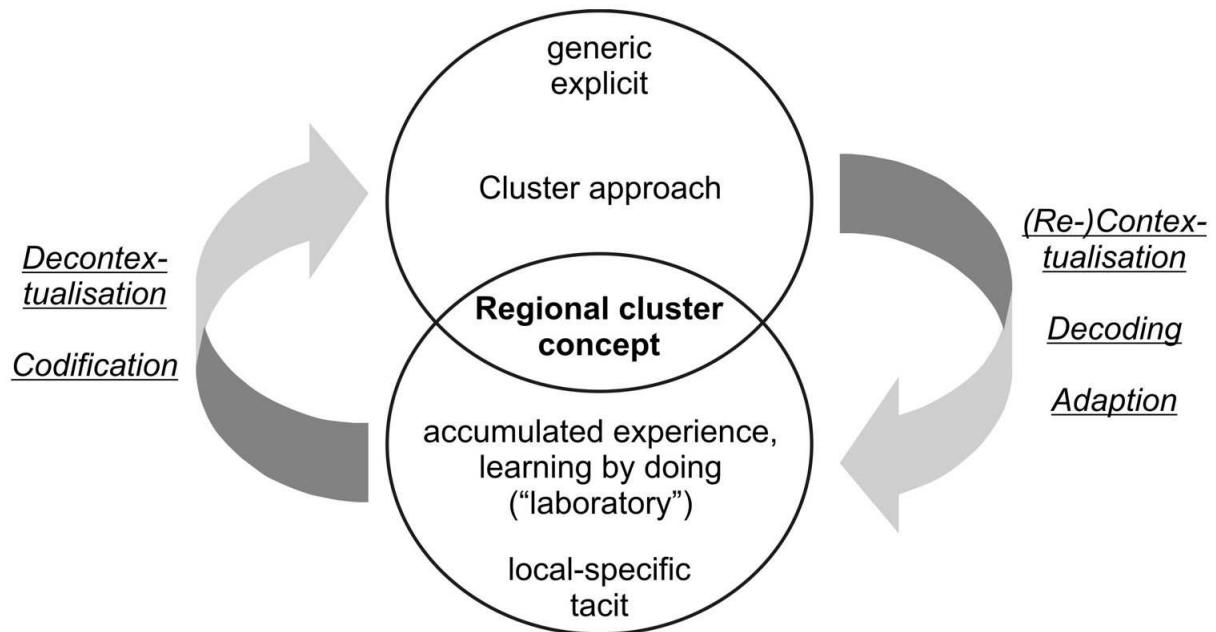 generic
explicit
Cluster approach
Decontex-
tualisation
Codification
Regional cluster
concept
(Re-)Contex-
tualisation
Decoding
Adaption
accumulated experience,
learning by doing
(“laboratory”)
local-specific
tacit